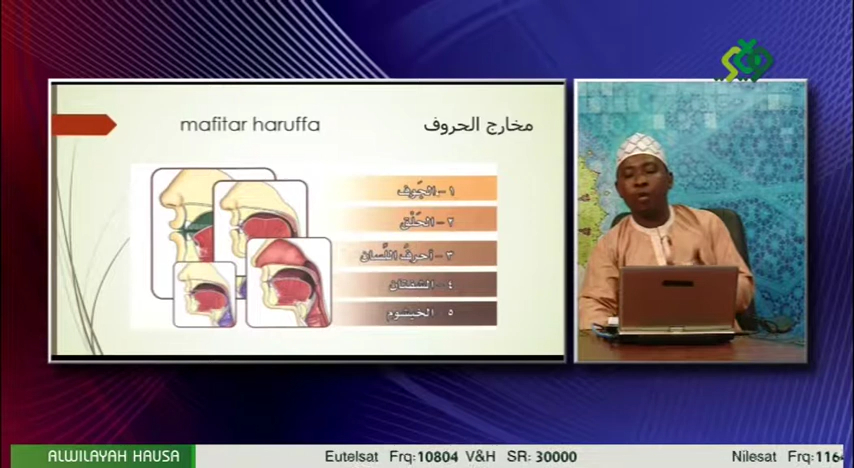 mafitar haruffa
مخارج الحروف
١ - الجَوف
٢ - الحَلْق
٣ - أحرفُ اللِّسان
٤ - الشفتان
٥ - الخيشوم
ALWILAYAH HAUSA
Eutelsat Frq:10804 V&H SR: 30000
Nilesat Frq: